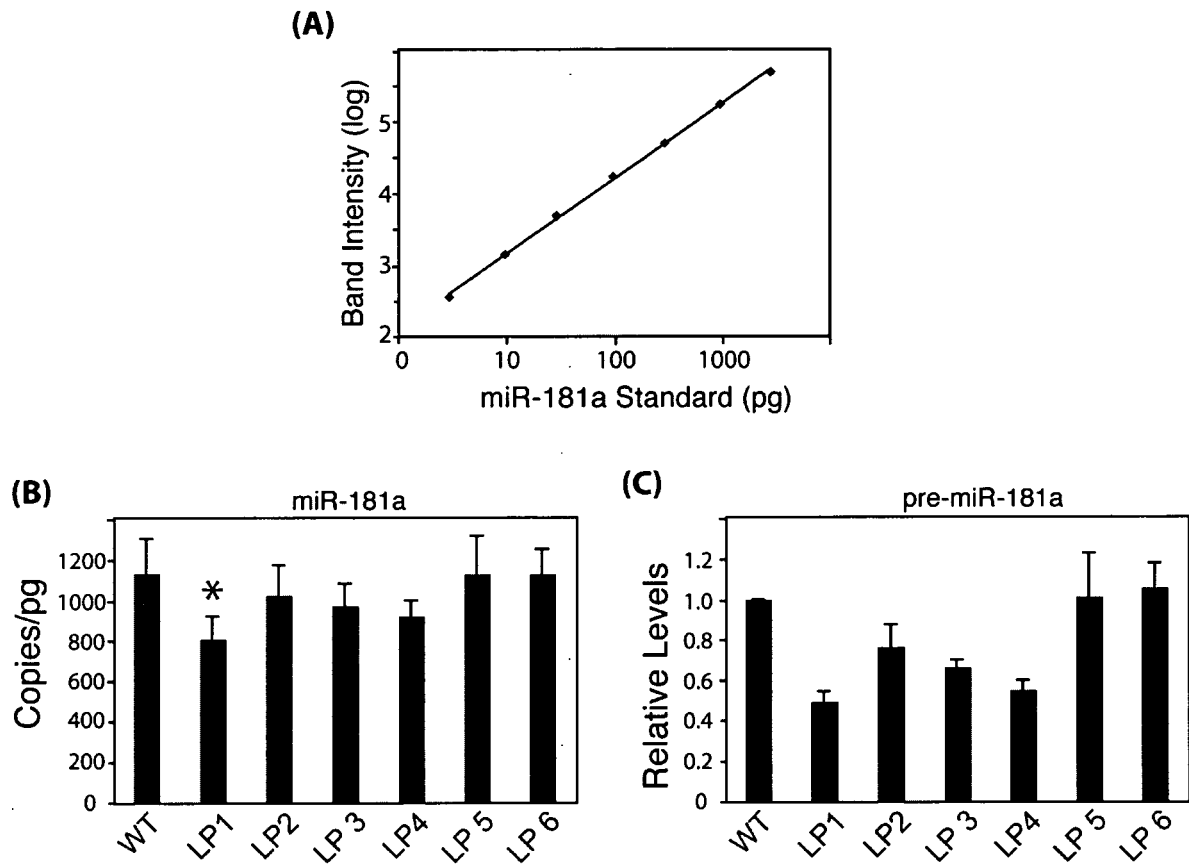 (A)
Band Intensity (log)
5
4
3
2
0
10
100
1000
miR-181a Standard (pg)
(B)
miR-181a
Copies/pg
1200
1000
800
600
400
200
0
*
WT
LP1
LP2
LP 3
LP4
LP 5
LP 6
(C)
pre-miR-181a
Relative Levels
1.2
1.0
0.8
0.6
0.4
0.2
0
WT
LP1
LP2
LP 3
LP4
LP 5
LP 6